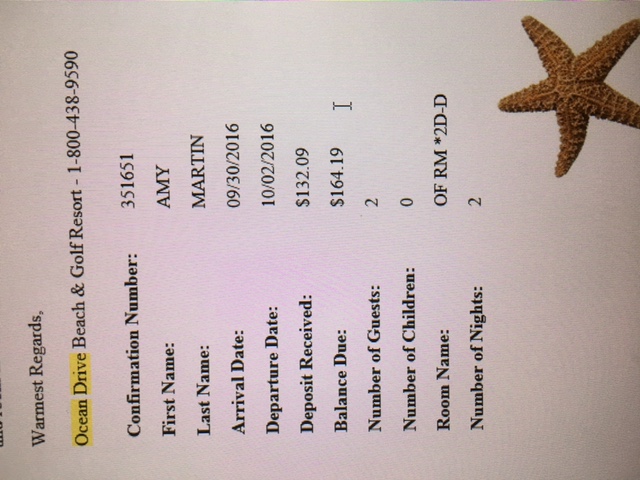 Warmest Regards,
Ocean Drive Beach & Golf Resort - 1-800-438-9590
Confirmation Number: 351651
First Name: AMY
Last Name: MARTIN
Arrival Date: 09/30/2016
Departure Date: 10/02/2016
Deposit Received: $132.09
Balance Due: $164.19
Number of Guests: 2
Number of Children: 0
Room Name: OF RM *2D-D
Number of Nights: 2